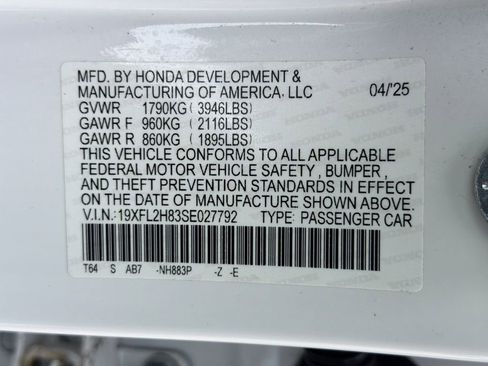 MFD. BY HONDA DEVELOPMENT &
MANUFACTURING OF AMERICA, LLC 04/'25
GVWR 1790KG ( 3946LBS)
GAWR F 960KG ( 2116LBS)
GAWR R 860KG ( 1895LBS)
THIS VEHICLE CONFORMS TO ALL APPLICABLE
FEDERAL MOTOR VEHICLE SAFETY , BUMPER ,
AND THEFT PREVENTION STANDARDS IN EFFECT
ON THE DATE OF MANUFACTURE SHOWN ABOVE.
V.I.N.: 19XFL2H83SE027792 TYPE: PASSENGER CAR
T64 S AB7 -NH883P -Z -E